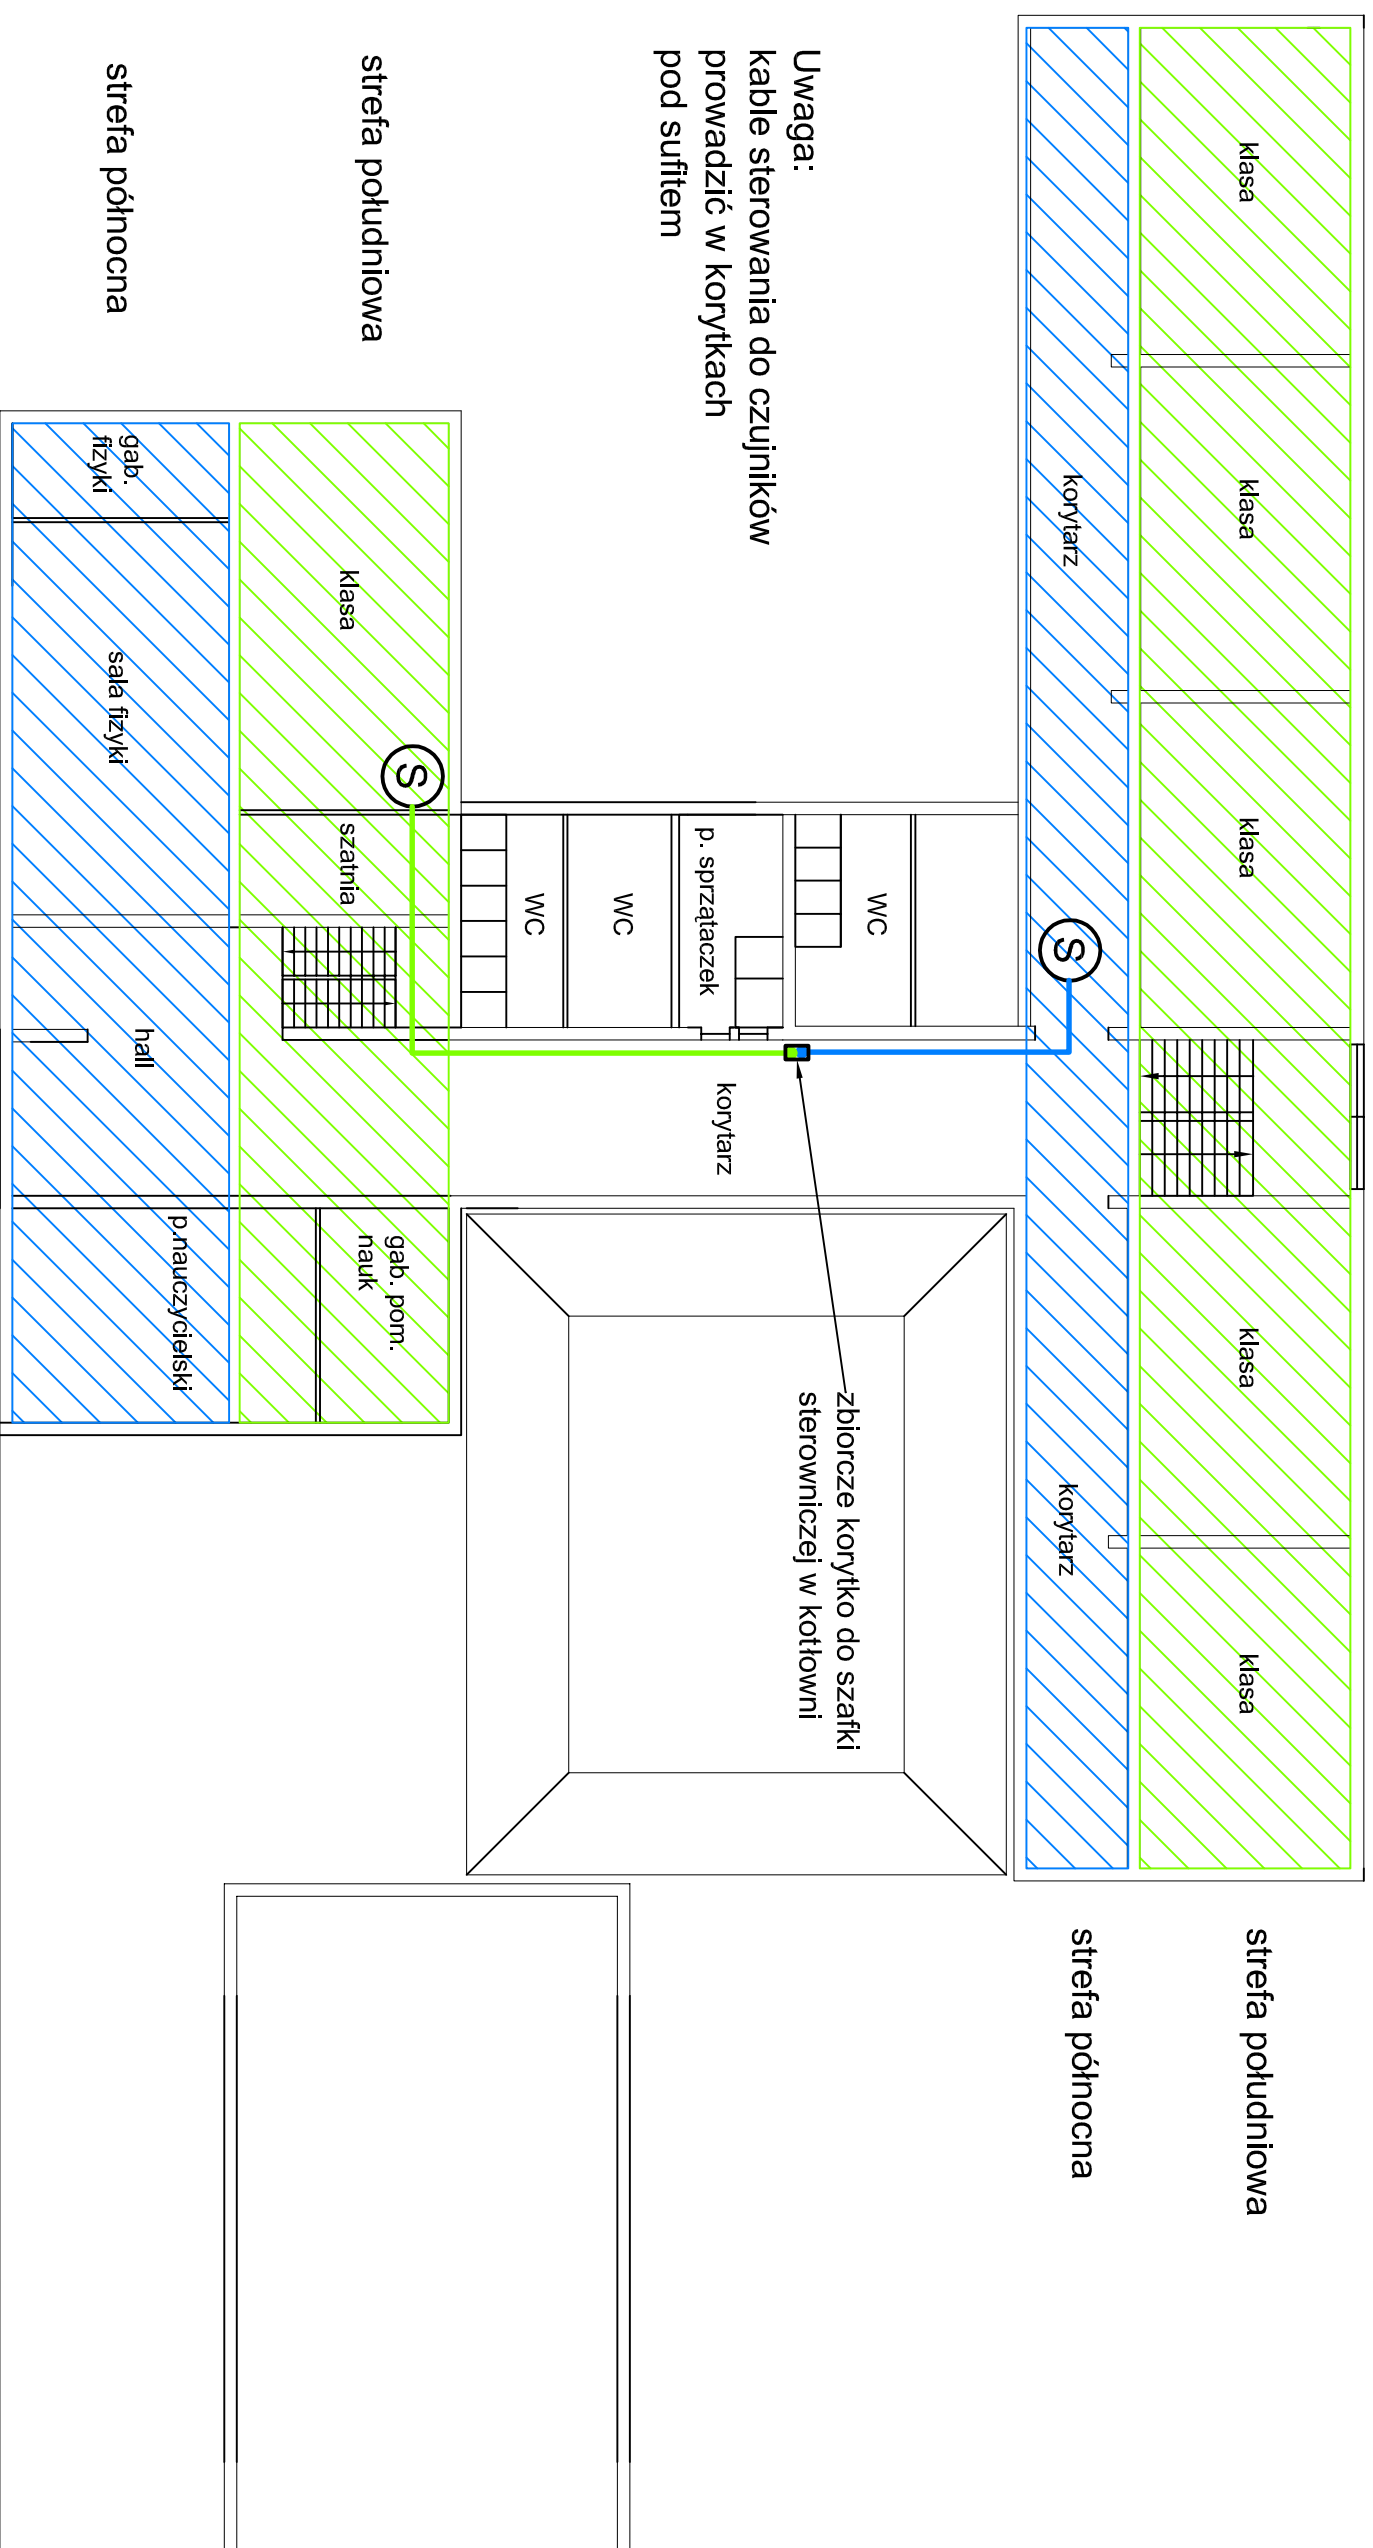 strefa południowa
strefa północna
klasa
klasa
klasa
klasa
klasa
korytarz
korytarz
S
Uwaga:
kable sterowania do czujników
prowadzić w korytkach
pod sufitem
WC
p. sprzątaczek
WC
WC
korytarz
zbiorcze korytko do szafki
sterowniczej w kotłowni
strefa południowa
strefa północna
klasa
S
szatnia
gab. pom.
nauk
gab.
fizyki
sala fizyki
hall
p.nauczycielski